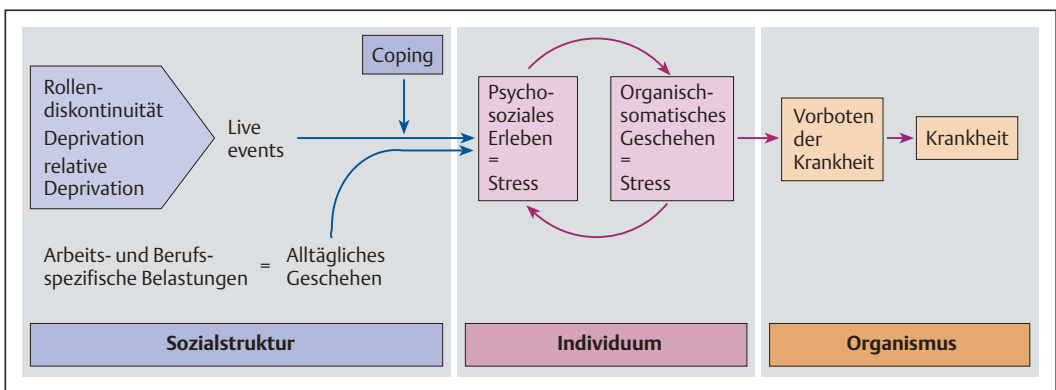 Coping
Rollen-
diskontinuität
Deprivation
relative
Deprivation
Live
events
Arbeits- und Berufs-
spezifische Belastungen
=
Alltägliches
Geschehen
Psycho-
soziales
Erleben
=
Stress
Organisch-
somatisches
Geschehen
=
Stress
Vorboten
der
Krankheit
Krankheit
Sozialstruktur
Individuum
Organismus